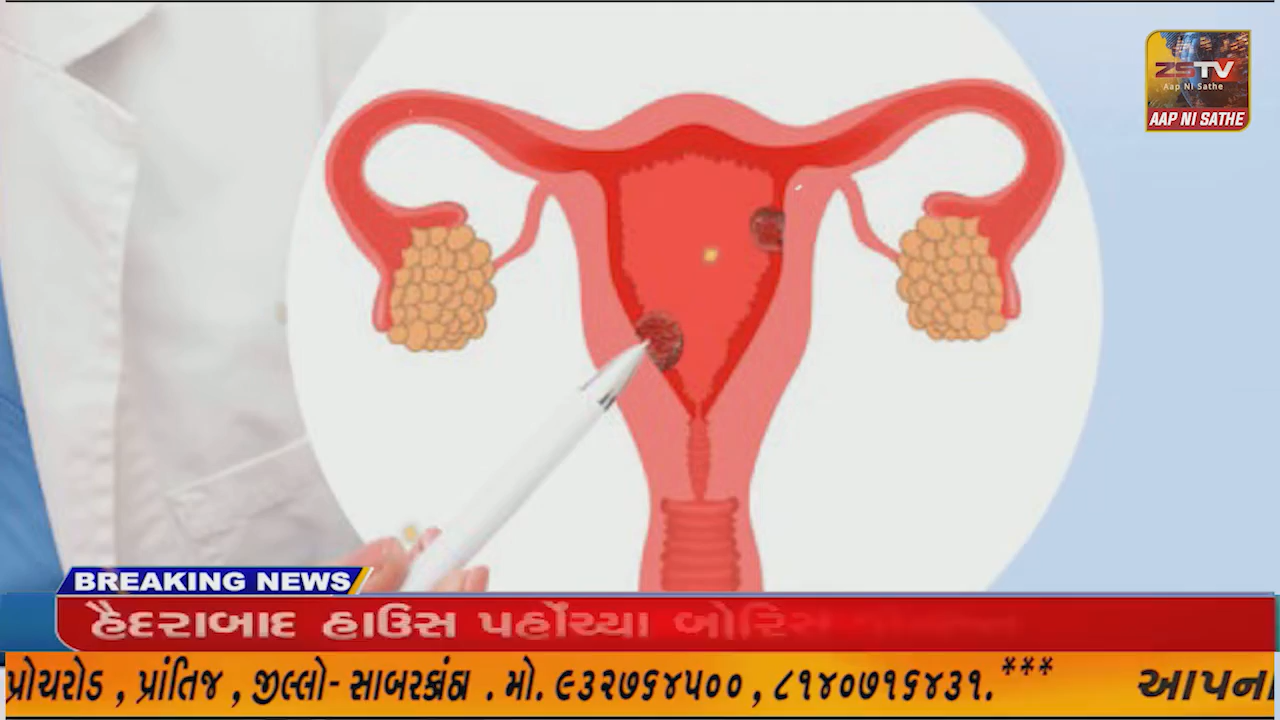 ZSTV
Aap Ni Sathe
AAP NI SATHE
BREAKING NEWS
હૈદરાબાદ હાઉસ પહોંચ્યા બોરિસ
પ્રોચરોડ , પ્રાંતિજ , જીલ્લો- સાબરકાંઠા . મો. ૯૩૨૭૬૪૫૦૦ , ૮૧૪૦૭૧૬૪૩૧.*** આપના